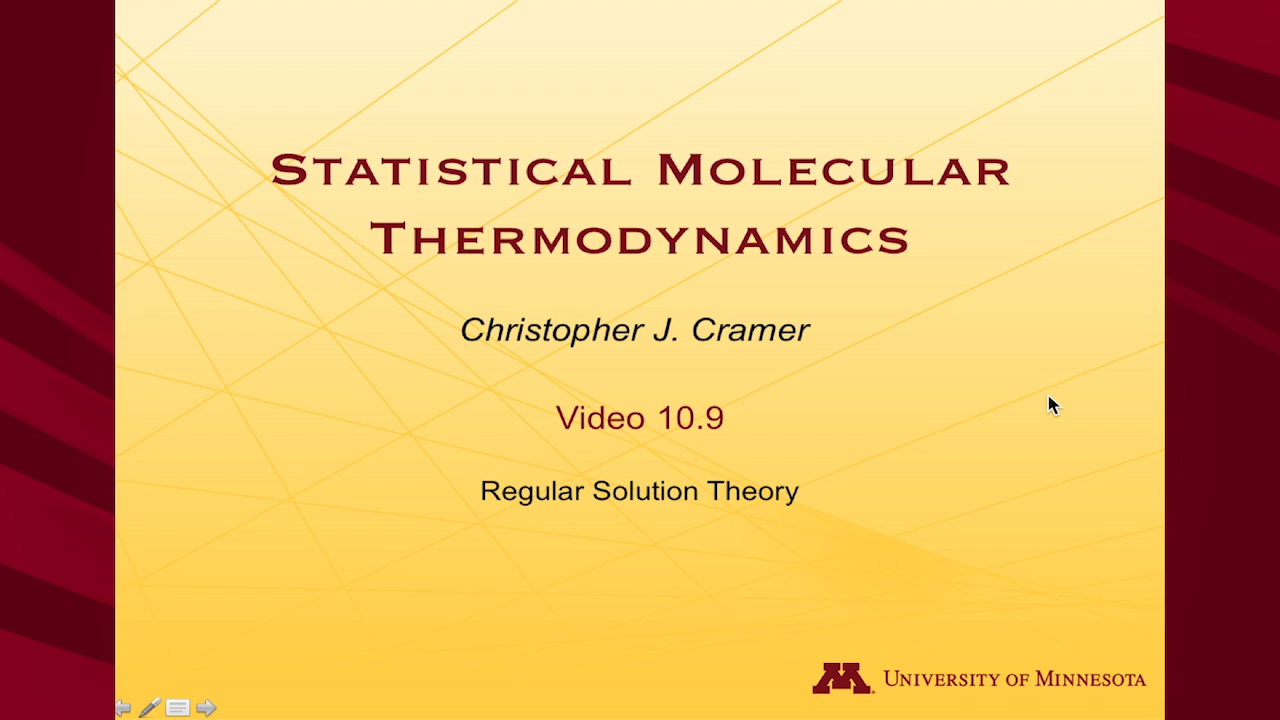 Statistical Molecular
Thermodynamics
Christopher J. Cramer
Video 10.9
Regular Solution Theory
M. University of Minnesota